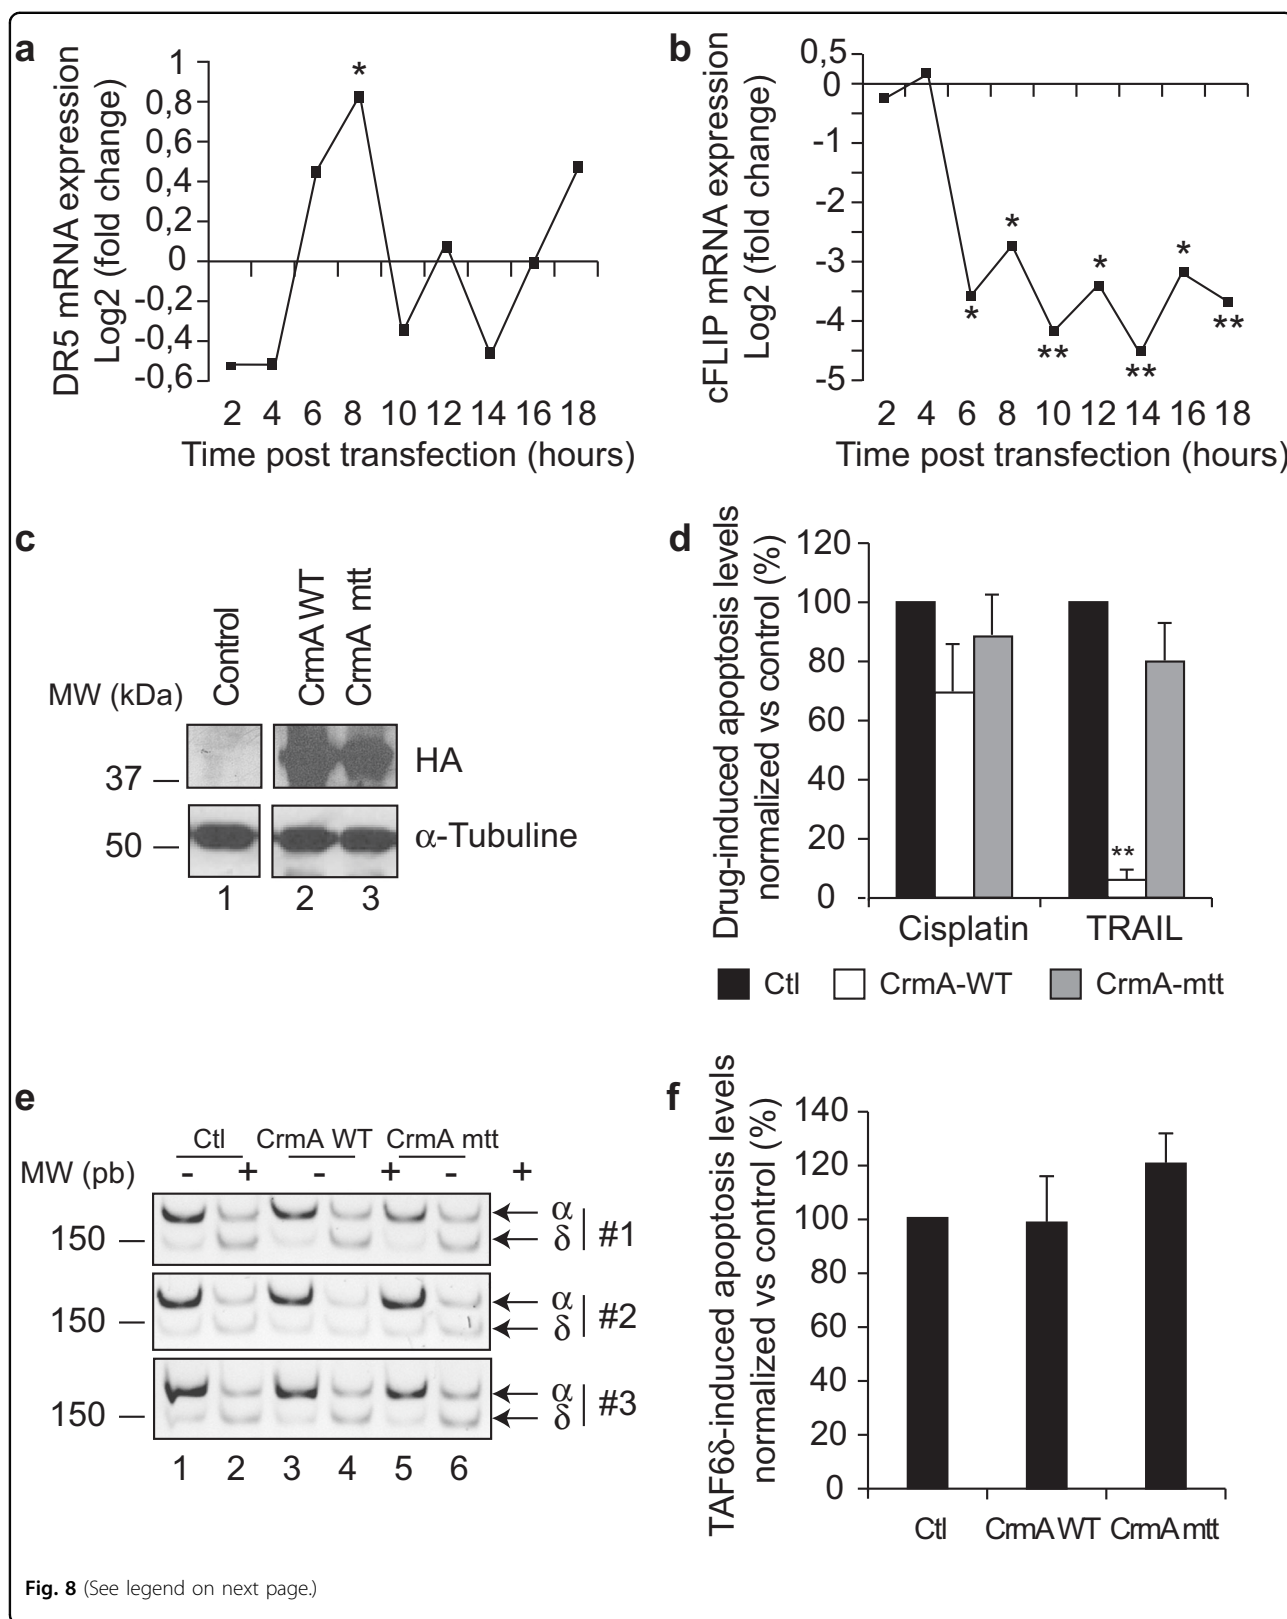 a
DR5 mRNA expression
Log2 (fold change)
1
0,8
0,6
0,4
0,2
0
-0,2
-0,4
-0,6
*
2 4 6 8 10 12 14 16 18
Time post transfection (hours)
b
cFLIP mRNA expression
Log2 (fold change)
0,5
0
-1
-2
-3
-4
-5
* * ** * ** * **
2 4 6 8 10 12 14 16 18
Time post transfection (hours)
c
Control
CrmA WT
CrmA mtt
MW (kDa)
37
HA
50
α-Tubuline
1 2 3
d
Drug-induced apoptosis levels
normalized vs control (%)
120
100
80
60
40
20
0
**
Cisplatin TRAIL
Ctl CrmA-WT CrmA-mtt
e
Ctl CrmA WT CrmA mtt
MW (pb) - + - + - +
α
150 δ #1
α
150 δ #2
α
150 δ #3
1 2 3 4 5 6
f
TAF6δ-induced apoptosis levels
normalized vs control (%)
140
120
100
80
60
40
20
0
Ctl CrmA WT CrmA mtt
Fig. 8 (See legend on next page.)